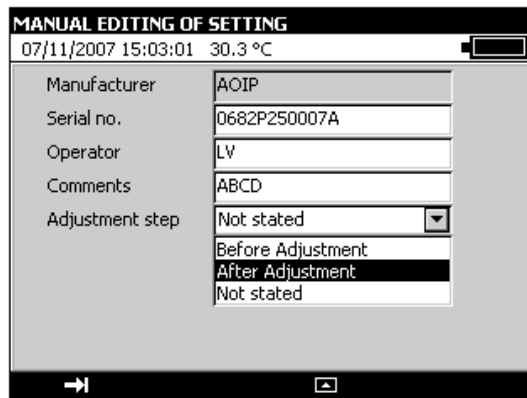 MANUAL EDITING OF SETTING
07/11/2007 15:03:01 30.3 °C
Manufacturer AOIP
Serial no. 0682P250007A
Operator LV
Comments ABCD
Adjustment step Not stated
Before Adjustment
After Adjustment
Not stated